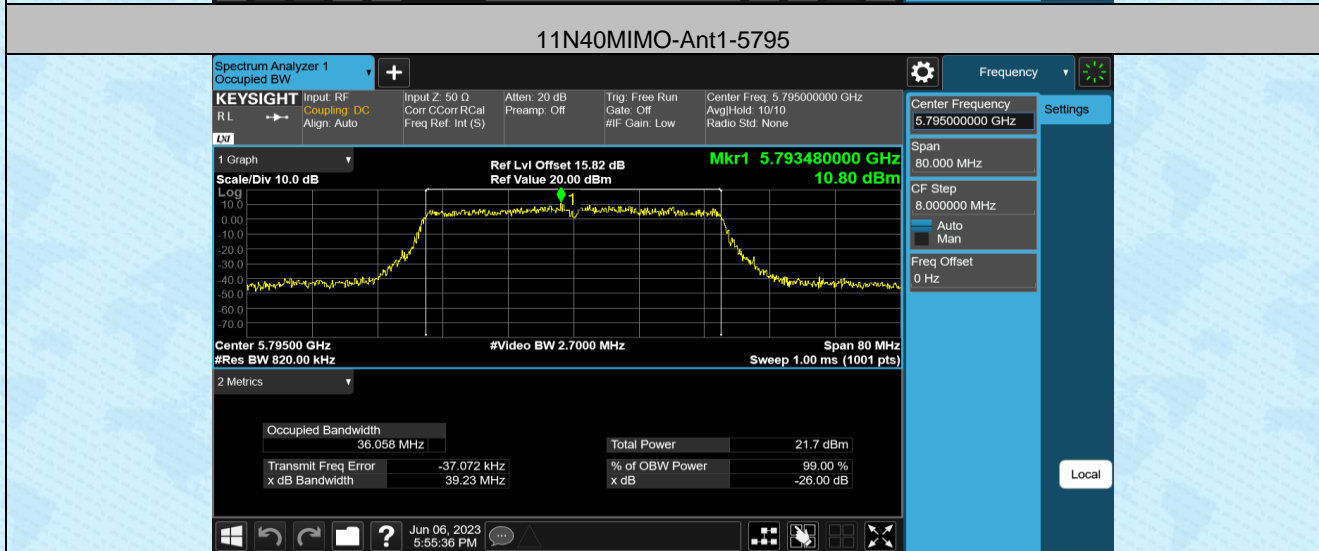 11N40MIMO-Ant1-5795
Spectrum Analyzer 1
Occupied BW
+
Frequency
KEYSIGHT
R L
LXI
Input: RF
Coupling: DC
Align: Auto
Input Z: 50 Ω
Corr CCorr RCal
Freq Ref: Int (S)
Atten: 20 dB
Preamp: Off
Trig: Free Run
Gate: Off
#IF Gain: Low
Center Freq: 5.795000000 GHz
Avg|Hold: 10/10
Radio Std: None
Center Frequency
5.795000000 GHz
Settings
Span
80.000 MHz
CF Step
8.000000 MHz
Auto
Man
Freq Offset
0 Hz
1 Graph
Ref Lvl Offset 15.82 dB
Mkr1 5.793480000 GHz
Scale/Div 10.0 dB
Ref Value 20.00 dBm
10.80 dBm
Log
10.0
0.00
-10.0
-20.0
-30.0
-40.0
-50.0
-60.0
-70.0
1
Center 5.79500 GHz
#Video BW 2.7000 MHz
Span 80 MHz
#Res BW 820.00 kHz
Sweep 1.00 ms (1001 pts)
2 Metrics
Occupied Bandwidth
36.058 MHz
Total Power 21.7 dBm
Transmit Freq Error -37.072 kHz
% of OBW Power 99.00 %
x dB Bandwidth 39.23 MHz
x dB -26.00 dB
Local
?
Jun 06, 2023
5:55:36 PM